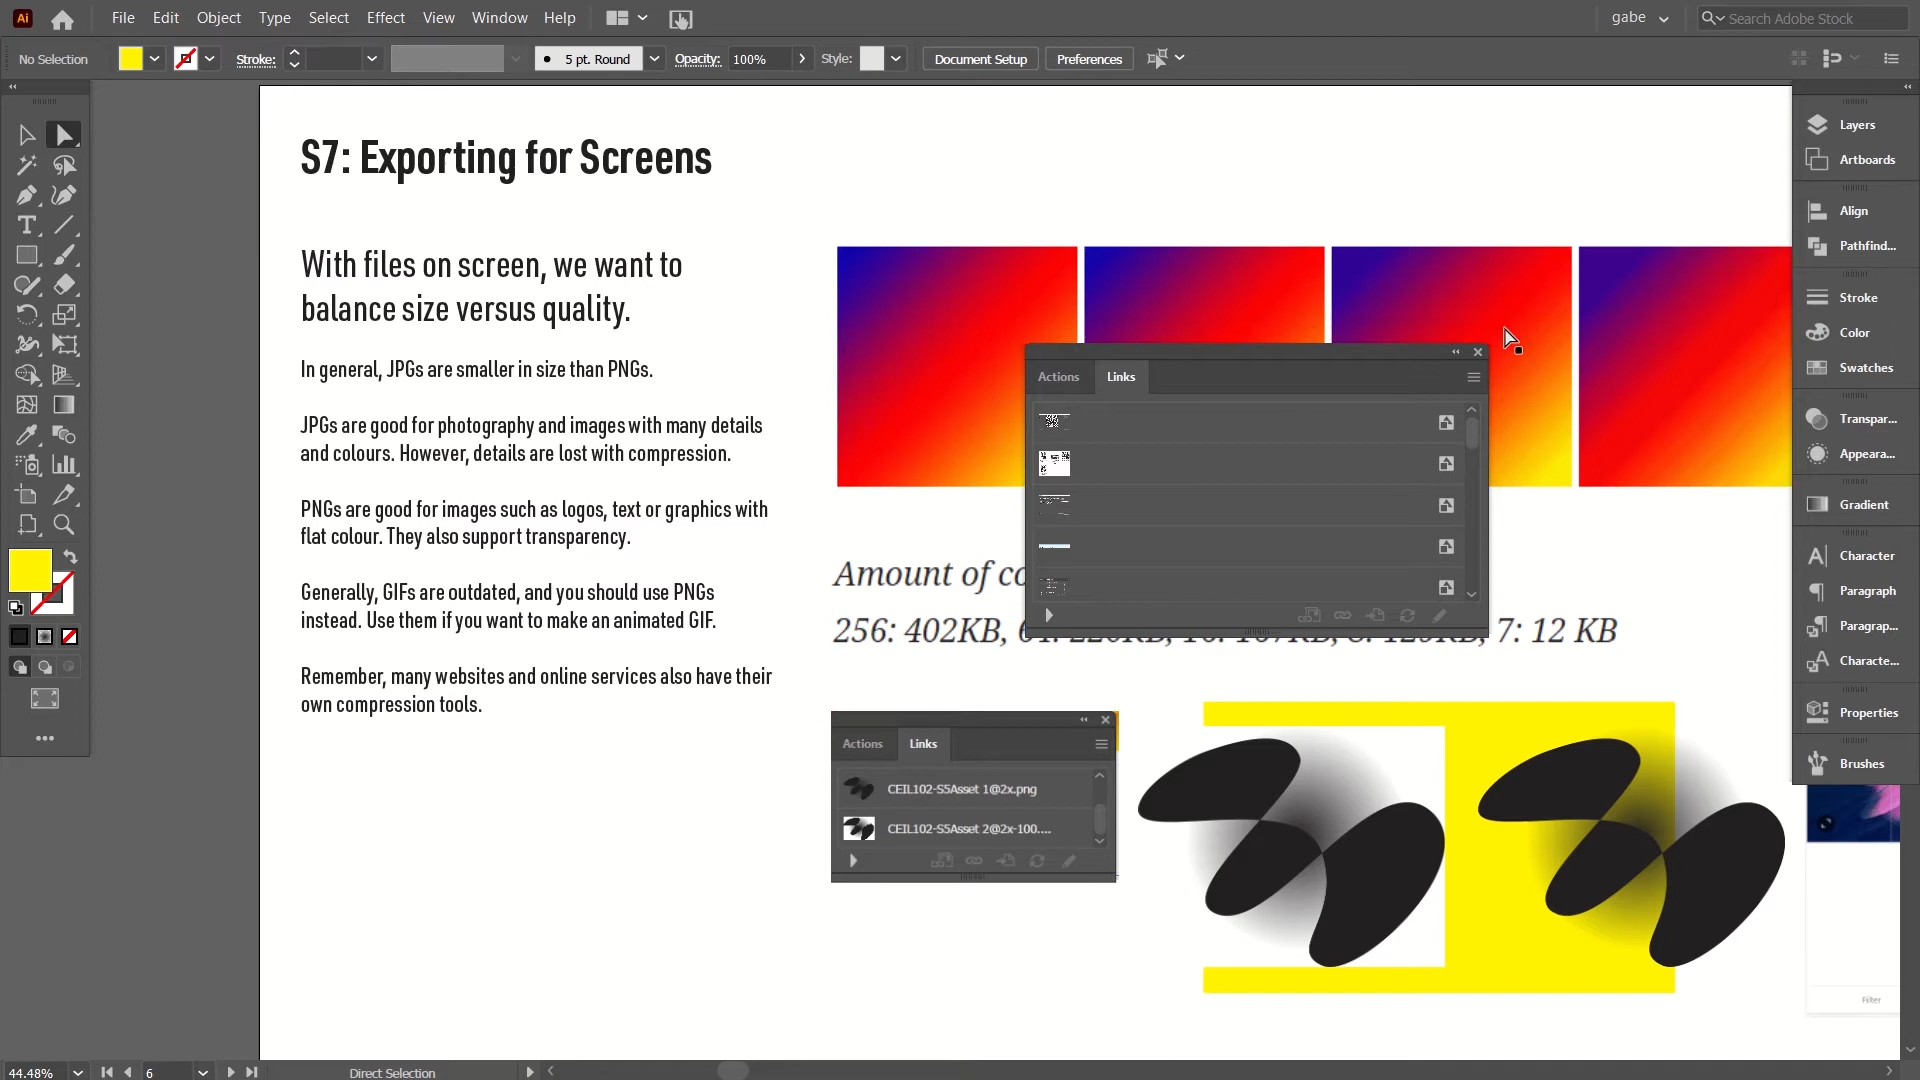 Ai
File Edit Object Type Select Effect View Window Help
gabe
Search Adobe Stock
No Selection
Stroke:
5 pt. Round
Opacity:
100%
Style:
Document Setup
Preferences
S7: Exporting for Screens
With files on screen, we want to
balance size versus quality.
In general, JPGs are smaller in size than PNGs.
JPGs are good for photography and images with many details
and colours. However, details are lost with compression.
PNGs are good for images such as logos, text or graphics with
flat colour. They also support transparency.
Generally, GIFs are outdated, and you should use PNGs
instead. Use them if you want to make an animated GIF.
Remember, many websites and online services also have their
own compression tools.
Actions Links
Amount of
256: 402KB, 7: 12 KB
Actions Links
CEIL102-S5Asset 1@2x.png
CEIL102-S5Asset 2@2x-100....
Filter
Layers
Artboards
Align
Pathfind...
Stroke
Color
Swatches
Transpar...
Appeara...
Gradient
Character
Paragraph
Paragrap...
Characte...
Properties
Brushes
44.48%
6
Direct Selection